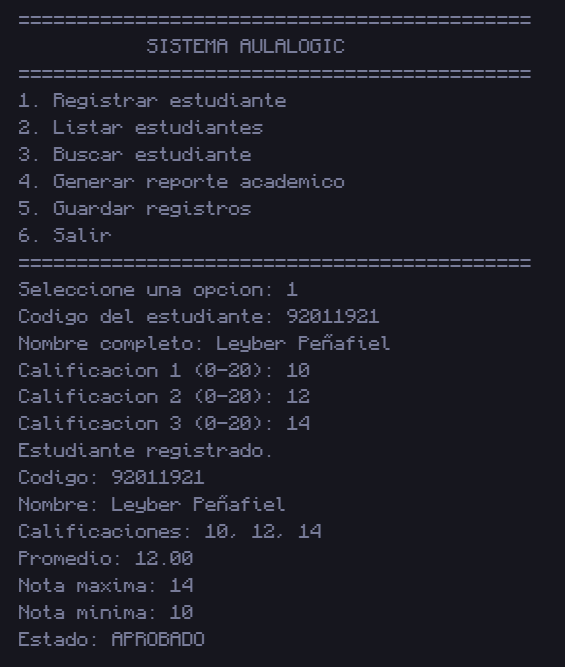 ============================================
SISTEMA AULALOGIC
============================================
1. Registrar estudiante
2. Listar estudiantes
3. Buscar estudiante
4. Generar reporte academico
5. Guardar registros
6. Salir
============================================
Seleccione una opcion: 1
Codigo del estudiante: 92011921
Nombre completo: Leyber Peñafiel
Calificacion 1 (0-20): 10
Calificacion 2 (0-20): 12
Calificacion 3 (0-20): 14
Estudiante registrado.
Codigo: 92011921
Nombre: Leyber Peñafiel
Calificaciones: 10, 12, 14
Promedio: 12.00
Nota maxima: 14
Nota minima: 10
Estado: APROBADO